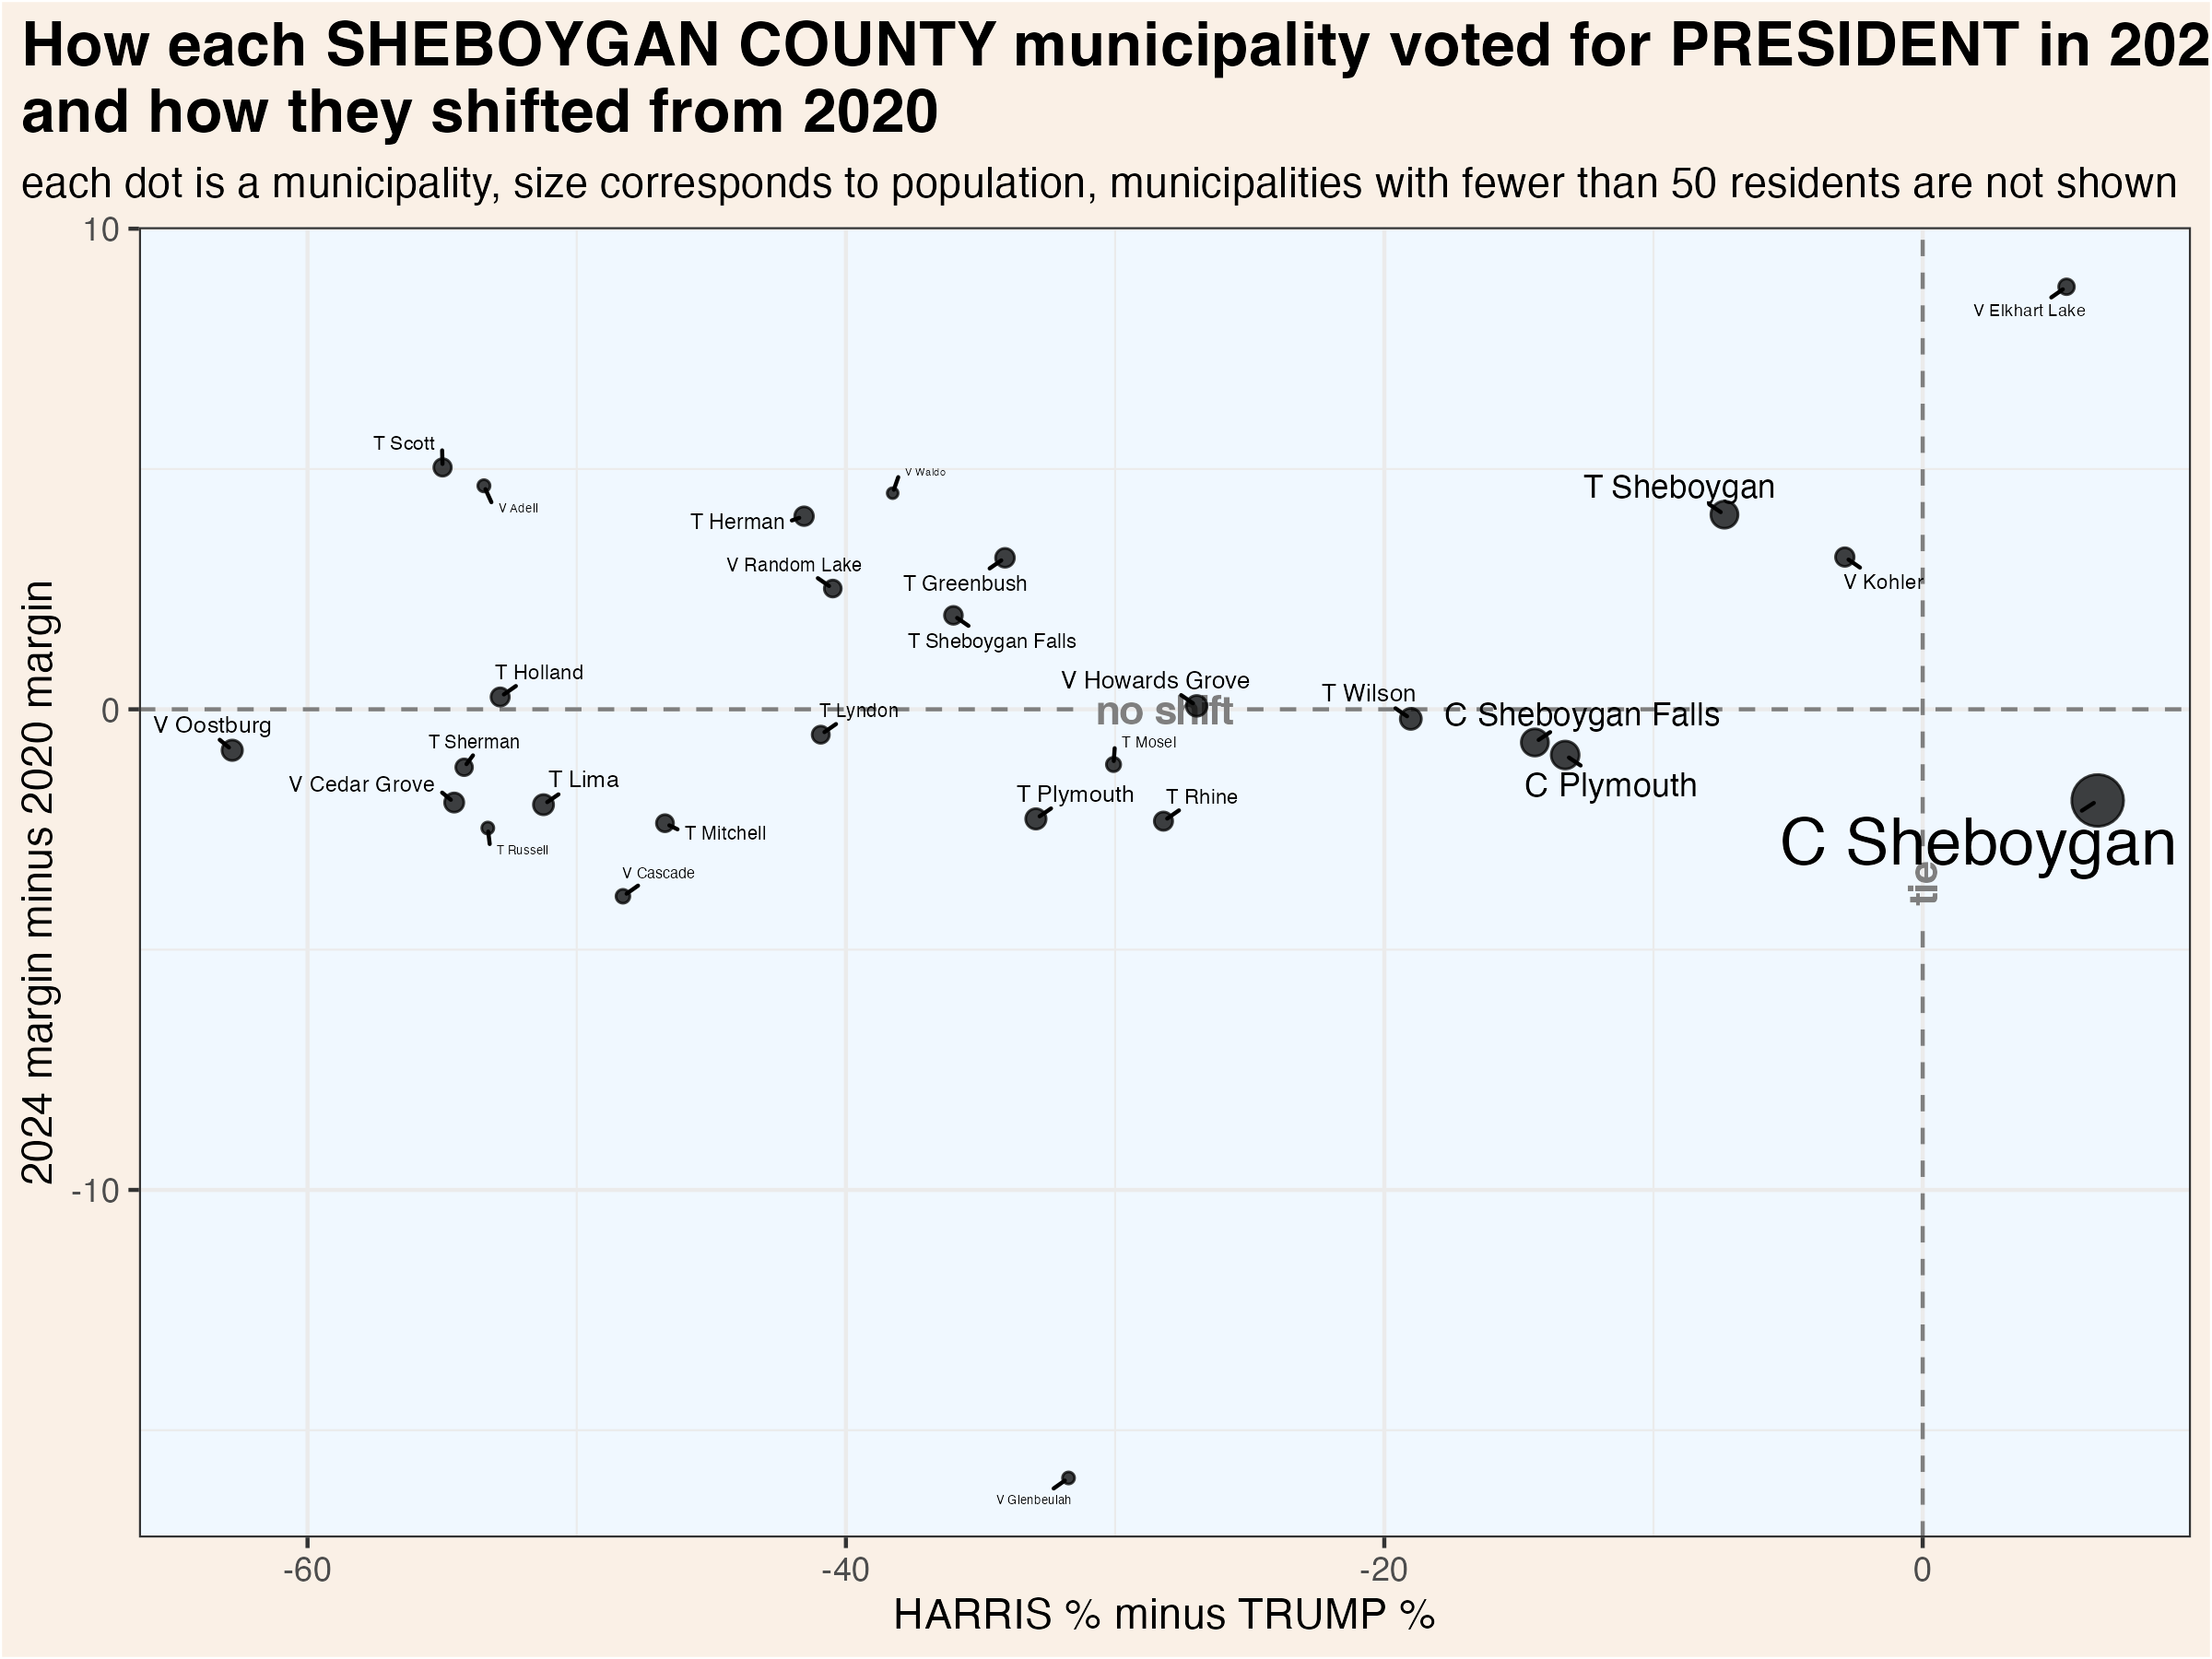 How each SHEBOYGAN COUNTY municipality voted for PRESIDENT in 202
and how they shifted from 2020
each dot is a municipality, size corresponds to population, municipalities with fewer than 50 residents are not shown
10
V Elkhart Lake
T Scott
V Waldo
V Adell
T Sheboygan
T Herman
V Random Lake
T Greenbush
V Kohler
T Sheboygan Falls
T Holland
V Howards Grove
T Wilson
0
no shift
T Lyndon
C Sheboygan Falls
V Oostburg
T Sherman
T Mosel
V Cedar Grove
T Lima
T Plymouth
T Rhine
C Plymouth
T Mitchell
T Russell
C Sheboygan
V Cascade
tie
2024 margin minus 2020 margin
-10
V Glenbeulah
-60
-40
-20
0
HARRIS % minus TRUMP %